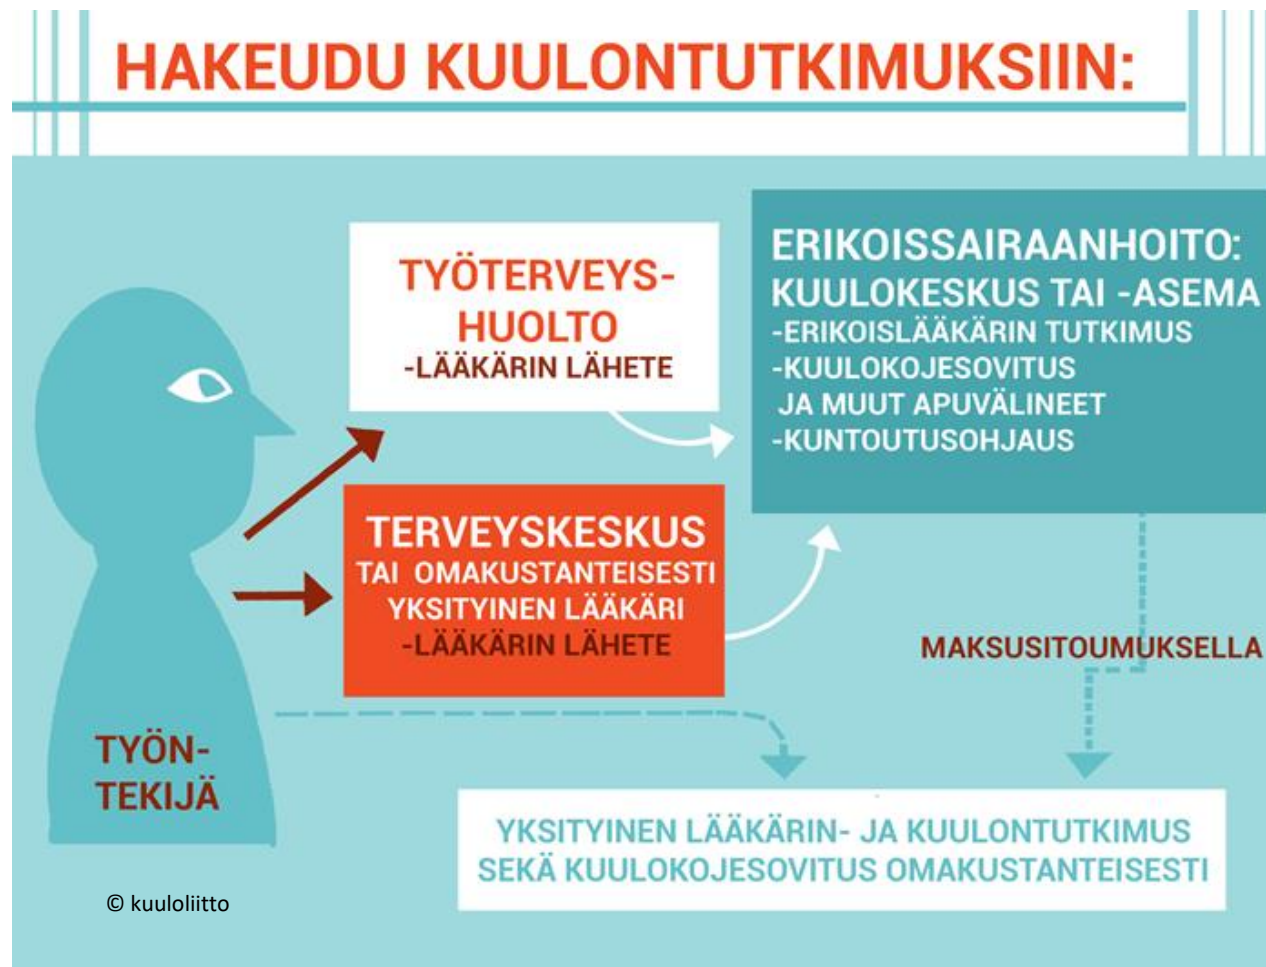 HAKEUDU KUULONTUTKIMUKSIIN:
TYÖTERVEYS-
HUOLTO
-LÄÄKÄRIN LÄHETE
ERIKOISSAIRAANHOITO:
KUULOKESKUS TAI -ASEMA
-ERIKOISLÄÄKÄRIN TUTKIMUS
-KUULOKOJESOVITUS
JA MUUT APUVÄLINEET
-KUNTOUTUSOHJAUS
TERVEYSKESKUS
TAI OMAKUSTANTEISESTI
YKSITYINEN LÄÄKÄRI
-LÄÄKÄRIN LÄHETE
MAKSUSITOUMUKSELLA
TYÖN-
TEKIJÄ
YKSITYINEN LÄÄKÄRIN- JA KUULONTUTKIMUS
SEKÄ KUULOKOJESOVITUS OMAKUSTANTEISESTI
© kuuloliitto